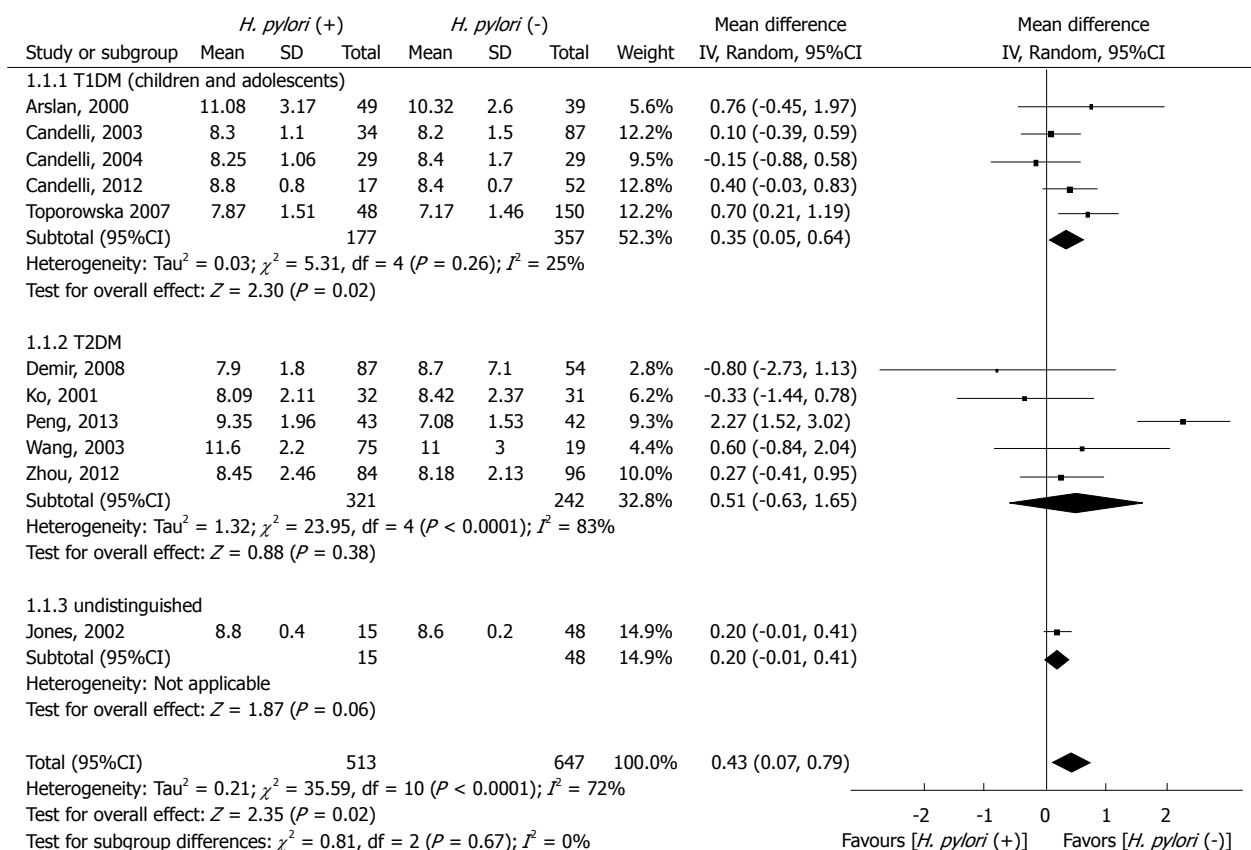 H. pylori (+) H. pylori (-) Mean difference Mean difference
Study or subgroup Mean SD Total Mean SD Total Weight IV, Random, 95%CI IV, Random, 95%CI
1.1.1 T1DM (children and adolescents)
Arslan, 2000 11.08 3.17 49 10.32 2.6 39 5.6% 0.76 (-0.45, 1.97)
Candelli, 2003 8.3 1.1 34 8.2 1.5 87 12.2% 0.10 (-0.39, 0.59)
Candelli, 2004 8.25 1.06 29 8.4 1.7 29 9.5% -0.15 (-0.88, 0.58)
Candelli, 2012 8.8 0.8 17 8.4 0.7 52 12.8% 0.40 (-0.03, 0.83)
Toporowska 2007 7.87 1.51 48 7.17 1.46 150 12.2% 0.70 (0.21, 1.19)
Subtotal (95%CI) 177 357 52.3% 0.35 (0.05, 0.64)
Heterogeneity: Tau² = 0.03; χ² = 5.31, df = 4 (P = 0.26); I² = 25%
Test for overall effect: Z = 2.30 (P = 0.02)
1.1.2 T2DM
Demir, 2008 7.9 1.8 87 8.7 7.1 54 2.8% -0.80 (-2.73, 1.13)
Ko, 2001 8.09 2.11 32 8.42 2.37 31 6.2% -0.33 (-1.44, 0.78)
Peng, 2013 9.35 1.96 43 7.08 1.53 42 9.3% 2.27 (1.52, 3.02)
Wang, 2003 11.6 2.2 75 11 3 19 4.4% 0.60 (-0.84, 2.04)
Zhou, 2012 8.45 2.46 84 8.18 2.13 96 10.0% 0.27 (-0.41, 0.95)
Subtotal (95%CI) 321 242 32.8% 0.51 (-0.63, 1.65)
Heterogeneity: Tau² = 1.32; χ² = 23.95, df = 4 (P < 0.0001); I² = 83%
Test for overall effect: Z = 0.88 (P = 0.38)
1.1.3 undistinguished
Jones, 2002 8.8 0.4 15 8.6 0.2 48 14.9% 0.20 (-0.01, 0.41)
Subtotal (95%CI) 15 48 14.9% 0.20 (-0.01, 0.41)
Heterogeneity: Not applicable
Test for overall effect: Z = 1.87 (P = 0.06)
Total (95%CI) 513 647 100.0% 0.43 (0.07, 0.79)
Heterogeneity: Tau² = 0.21; χ² = 35.59, df = 10 (P < 0.0001); I² = 72%
Test for overall effect: Z = 2.35 (P = 0.02)
Test for subgroup differences: χ² = 0.81, df = 2 (P = 0.67); I² = 0%
-2 -1 0 1 2
Favours [H. pylori (+)] Favors [H. pylori (-)]